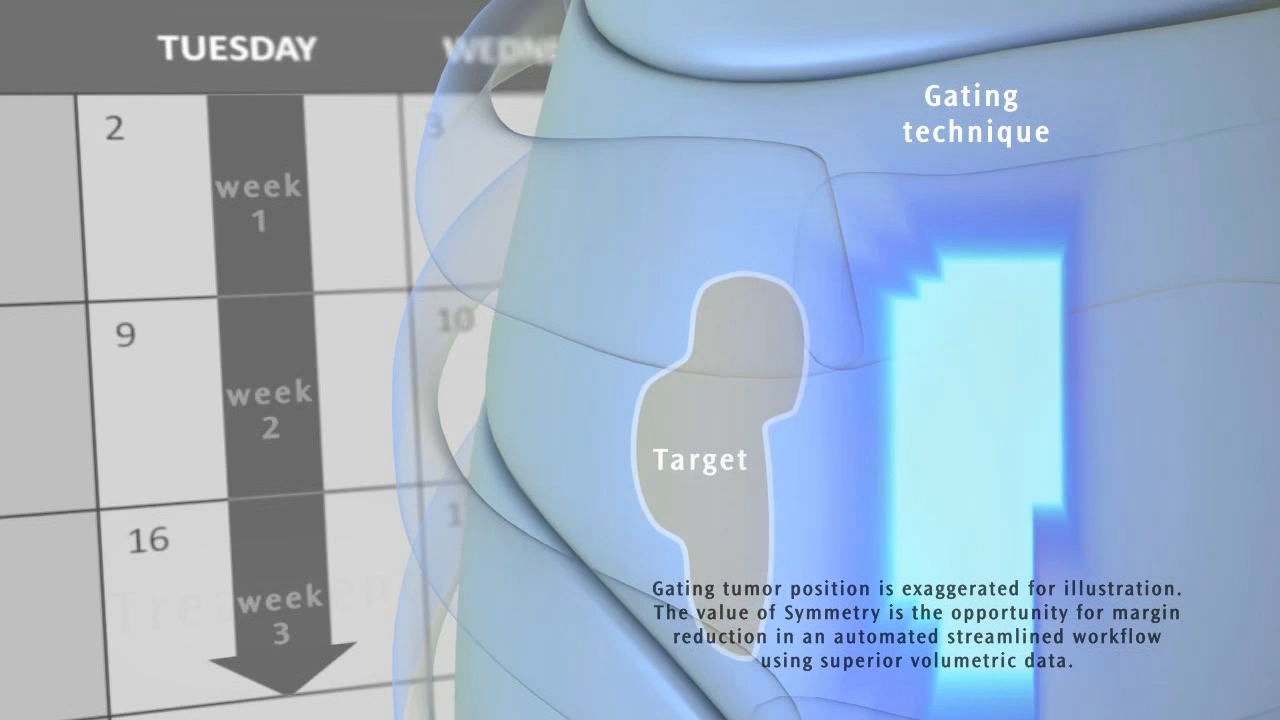 TUESDAY
2
3
week
1
9
10
week
2
16
week
3
Gating
technique
Target
Gating tumor position is exaggerated for illustration.
The value of Symmetry is the opportunity for margin
reduction in an automated streamlined workflow
using superior volumetric data.